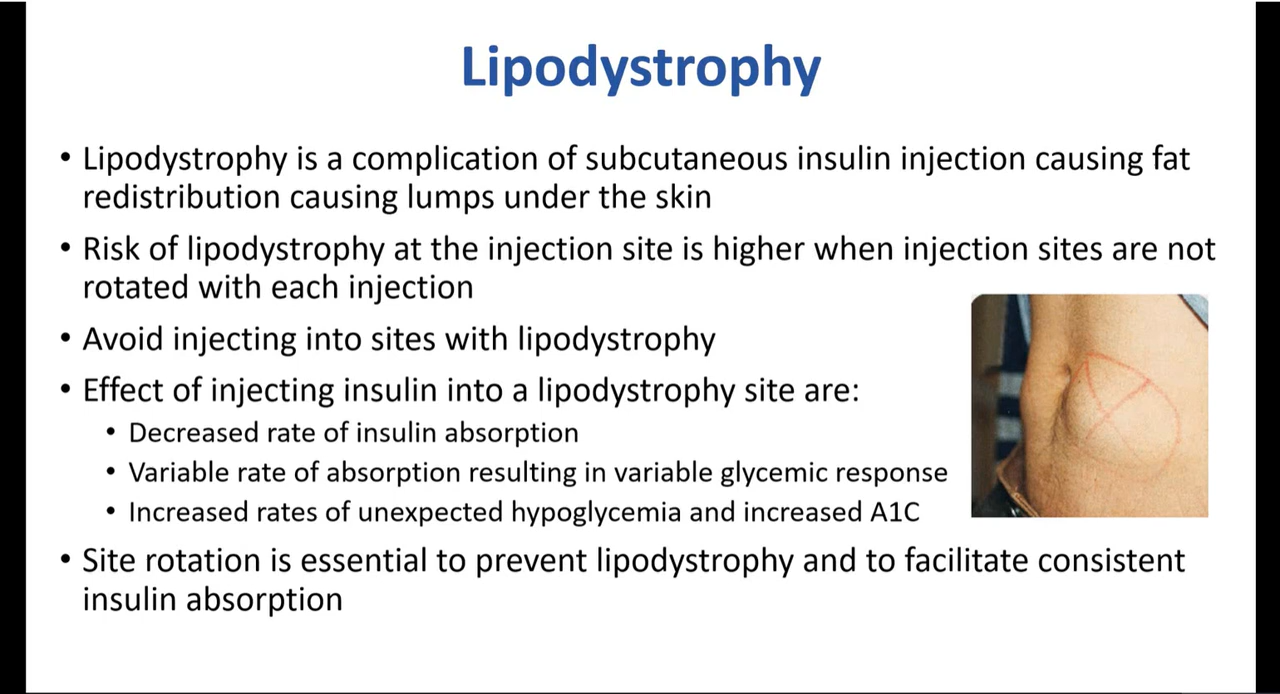 Lipodystrophy
• Lipodystrophy is a complication of subcutaneous insulin injection causing fat
redistribution causing lumps under the skin
• Risk of lipodystrophy at the injection site is higher when injection sites are not
rotated with each injection
• Avoid injecting into sites with lipodystrophy
• Effect of injecting insulin into a lipodystrophy site are:
• Decreased rate of insulin absorption
• Variable rate of absorption resulting in variable glycemic response
• Increased rates of unexpected hypoglycemia and increased A1C
• Site rotation is essential to prevent lipodystrophy and to facilitate consistent
insulin absorption